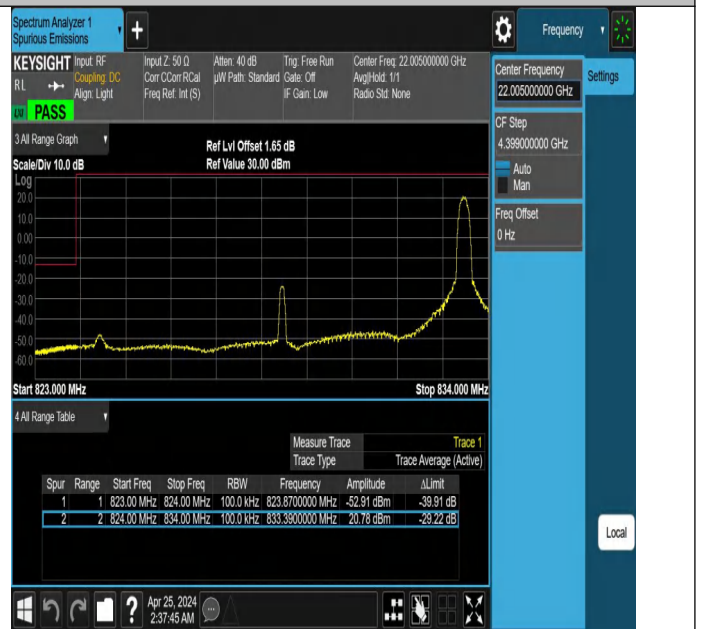 Spectrum Analyzer 1
Spurious Emissions
+
Frequency
KEYSIGHT Input: RF Input Z: 50 Ω Atten: 40 dB Trig: Free Run Center Freq: 22.005000000 GHz
RL Coupling: DC Corr CCorr RCal µW Path: Standard Gate: Off Avg|Hold: 1/1
Align: Light Freq Ref: Int (S) IF Gain: Low Radio Std: None
PASS
Center Frequency
22.005000000 GHz
Settings
CF Step
4.399000000 GHz
Auto
Man
Freq Offset
0 Hz
3 All Range Graph
Ref Lvl Offset 1.65 dB
Scale/Div 10.0 dB Ref Value 30.00 dBm
Log
20.0
10.0
0.00
-10.0
-20.0
-30.0
-40.0
-50.0
-60.0
Start 823.000 MHz Stop 834.000 MHz
4 All Range Table
Measure Trace Trace 1
Trace Type Trace Average (Active)
Spur Range Start Freq Stop Freq RBW Frequency Amplitude ΔLimit
1 1 823.00 MHz 824.00 MHz 100.0 kHz 823.8700000 MHz -52.91 dBm -39.91 dB
2 2 824.00 MHz 834.00 MHz 100.0 kHz 833.3900000 MHz 20.78 dBm -29.22 dB
Local
? Apr 25, 2024
2:37:45 AM